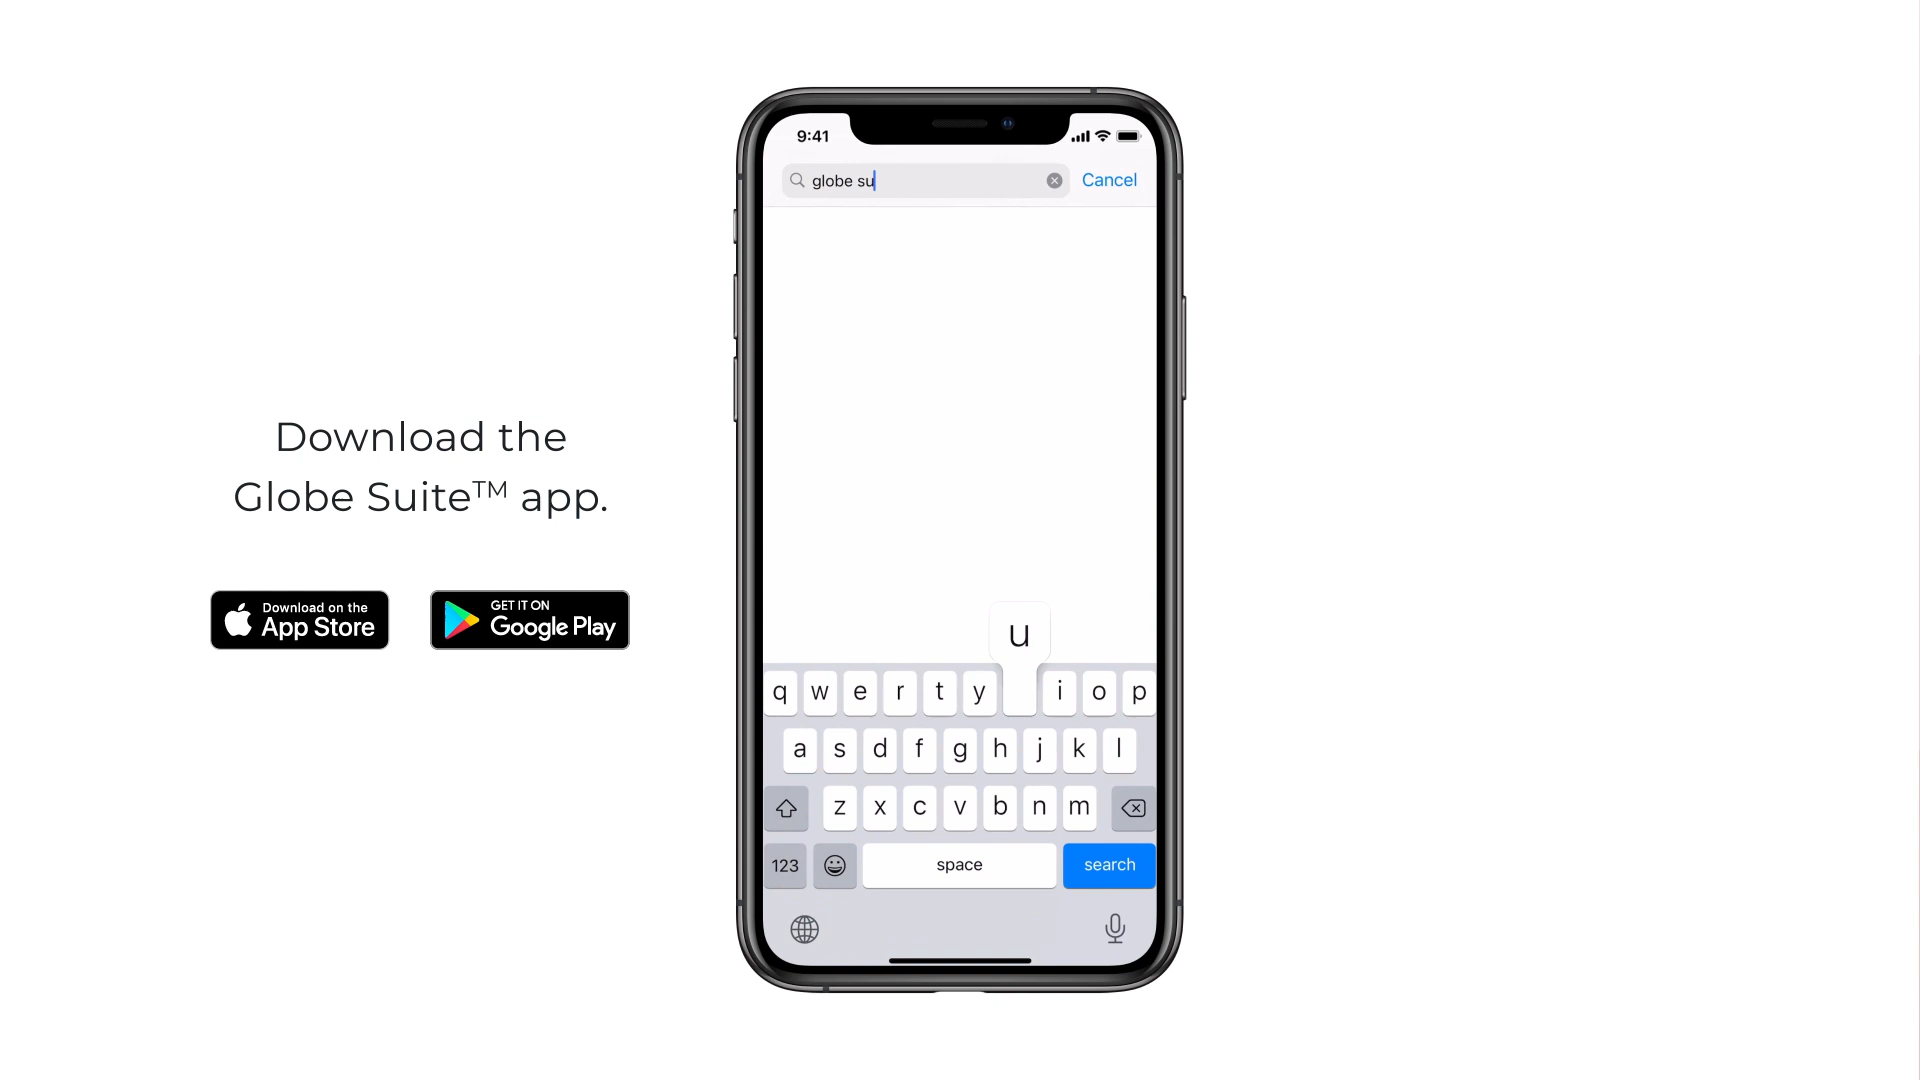 Download the
Globe Suite™ app.
Download on the
App Store
GET IT ON
Google Play
9:41
globe su
Cancel
u
q w e r t y i o p
a s d f g h j k l
z x c v b n m
123 space search